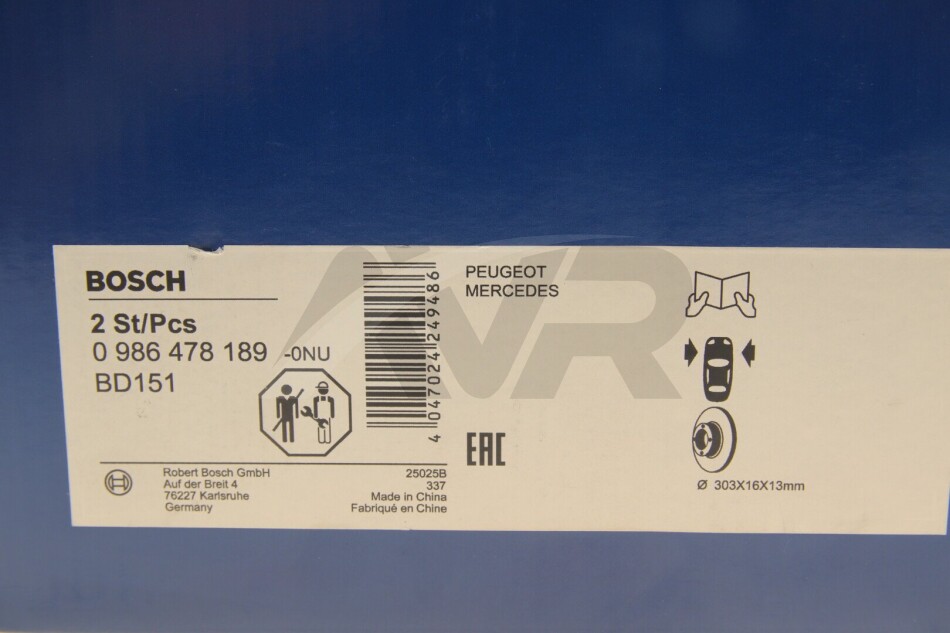 BOSCH
2 St/Pcs
0 986 478 189 -0NU
BD151
Robert Bosch GmbH
Auf der Breit 4
76227 Karlsruhe
Germany
25025B
337
Made in China
Fabriqué en Chine
4 047024 249486
PEUGEOT
MERCEDES
EAC
Ø 303X16X13mm
AVR